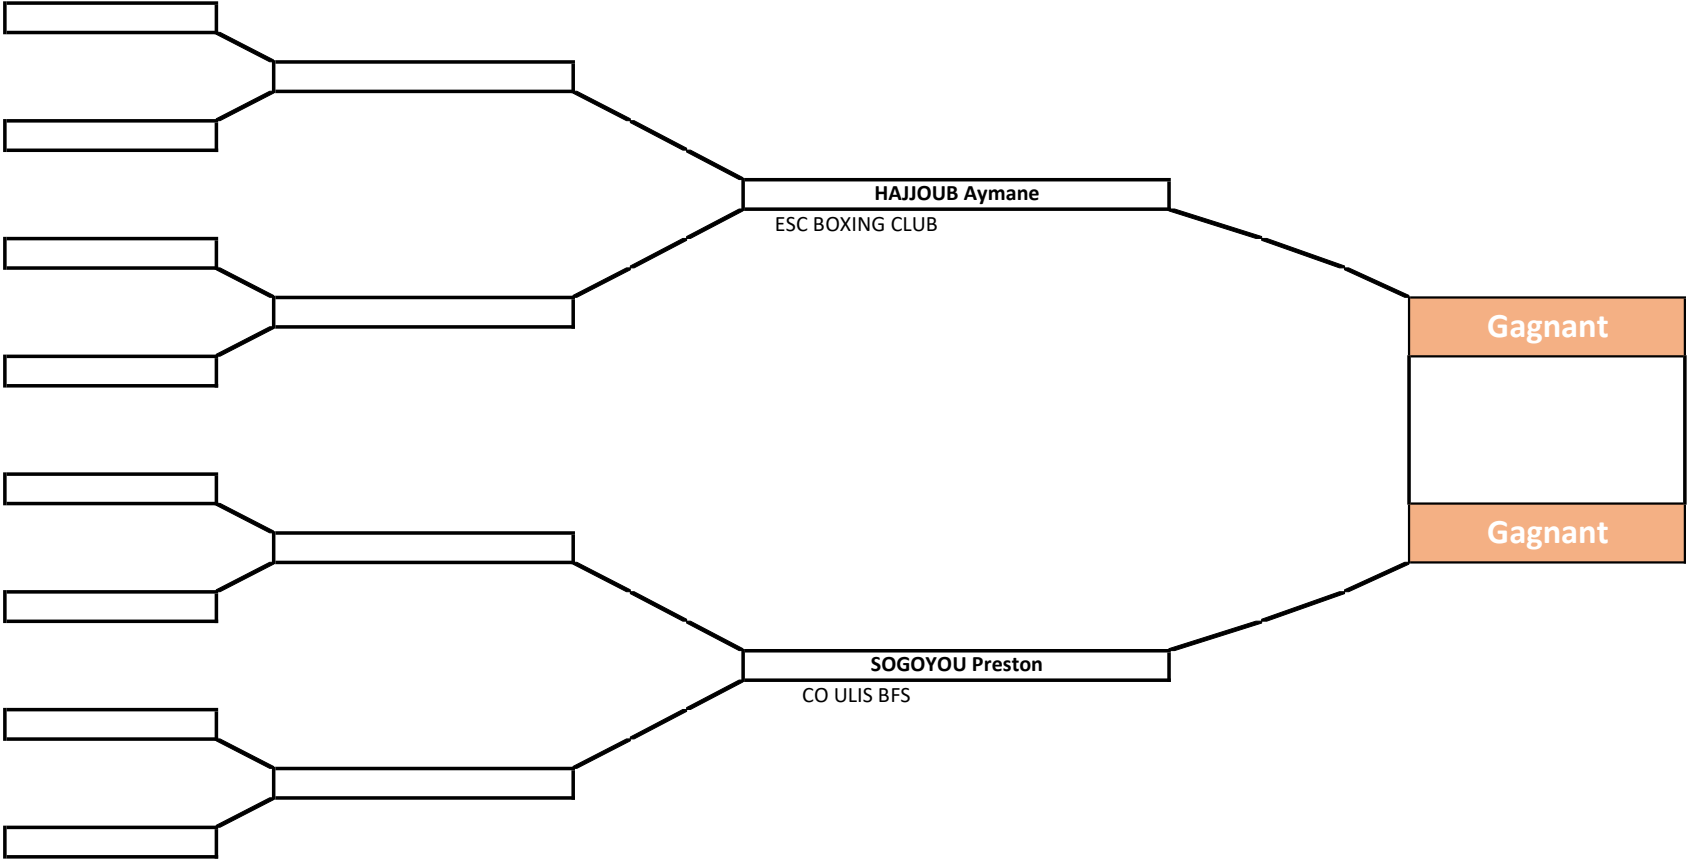 HAJJOUB Aymane
ESC BOXING CLUB
Gagnant
Gagnant
SOGOYOU Preston
CO ULIS BFS